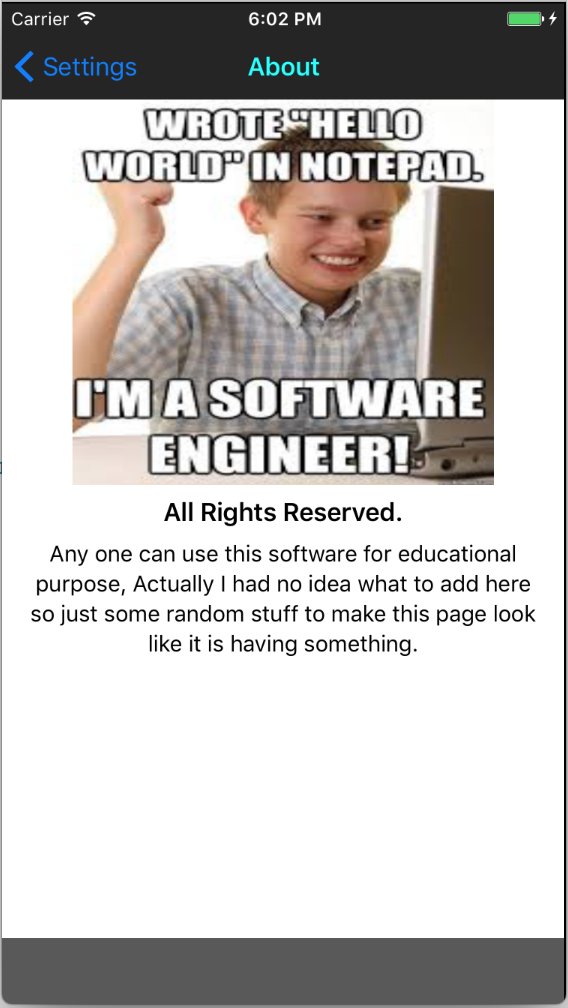 Carrier 6:02 PM
Settings About
WROTE "HELLO
WORLD" IN NOTEPAD.
I'M A SOFTWARE
ENGINEER!
All Rights Reserved.
Any one can use this software for educational
purpose, Actually I had no idea what to add here
so just some random stuff to make this page look
like it is having something.